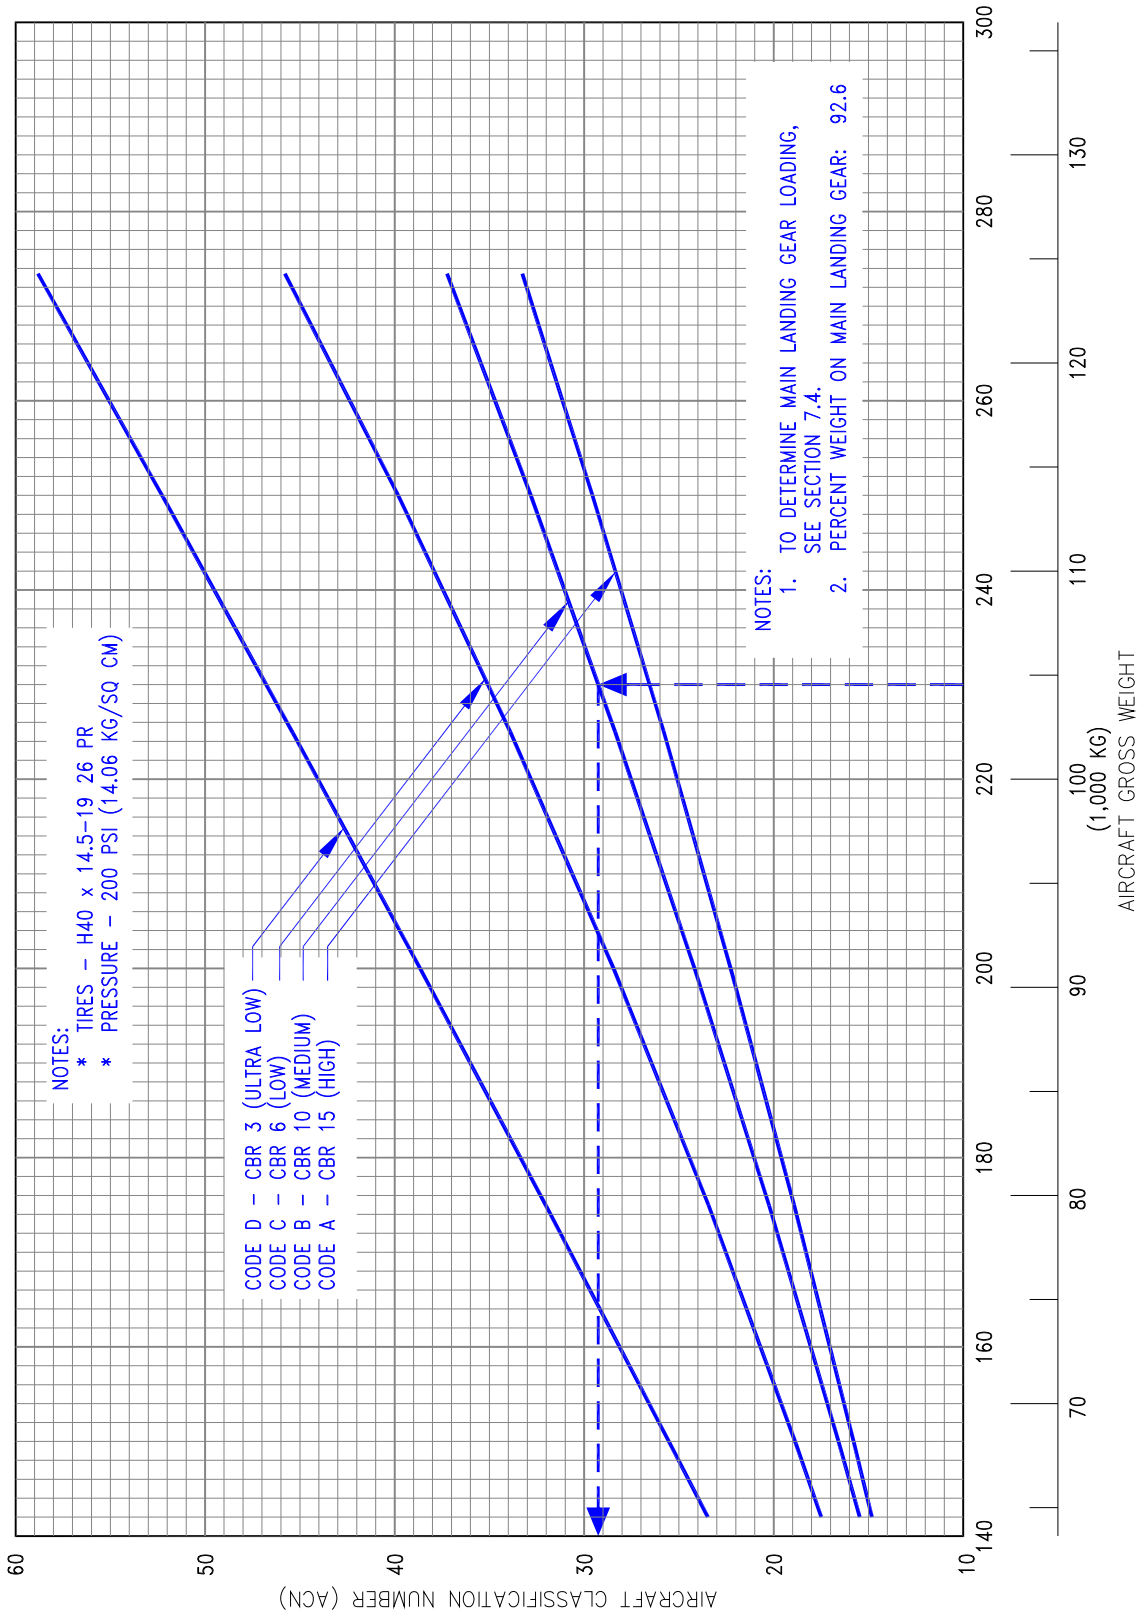 NOTES:
* TIRES – H40 x 14.5–19 26 PR
* PRESSURE – 200 PSI (14.06 KG/SQ CM)
CODE D – CBR 3 (ULTRA LOW)
CODE C – CBR 6 (LOW)
CODE B – CBR 10 (MEDIUM)
CODE A – CBR 15 (HIGH)
NOTES:
1. TO DETERMINE MAIN LANDING GEAR LOADING,
SEE SECTION 7.4.
2. PERCENT WEIGHT ON MAIN LANDING GEAR: 92.6
AIRCRAFT CLASSIFICATION NUMBER (ACN)
60
50
40
30
20
10
140 160 180 200 220 240 260 280 300
70 80 90 100 110 120 130
(1,000 KG)
AIRCRAFT GROSS WEIGHT